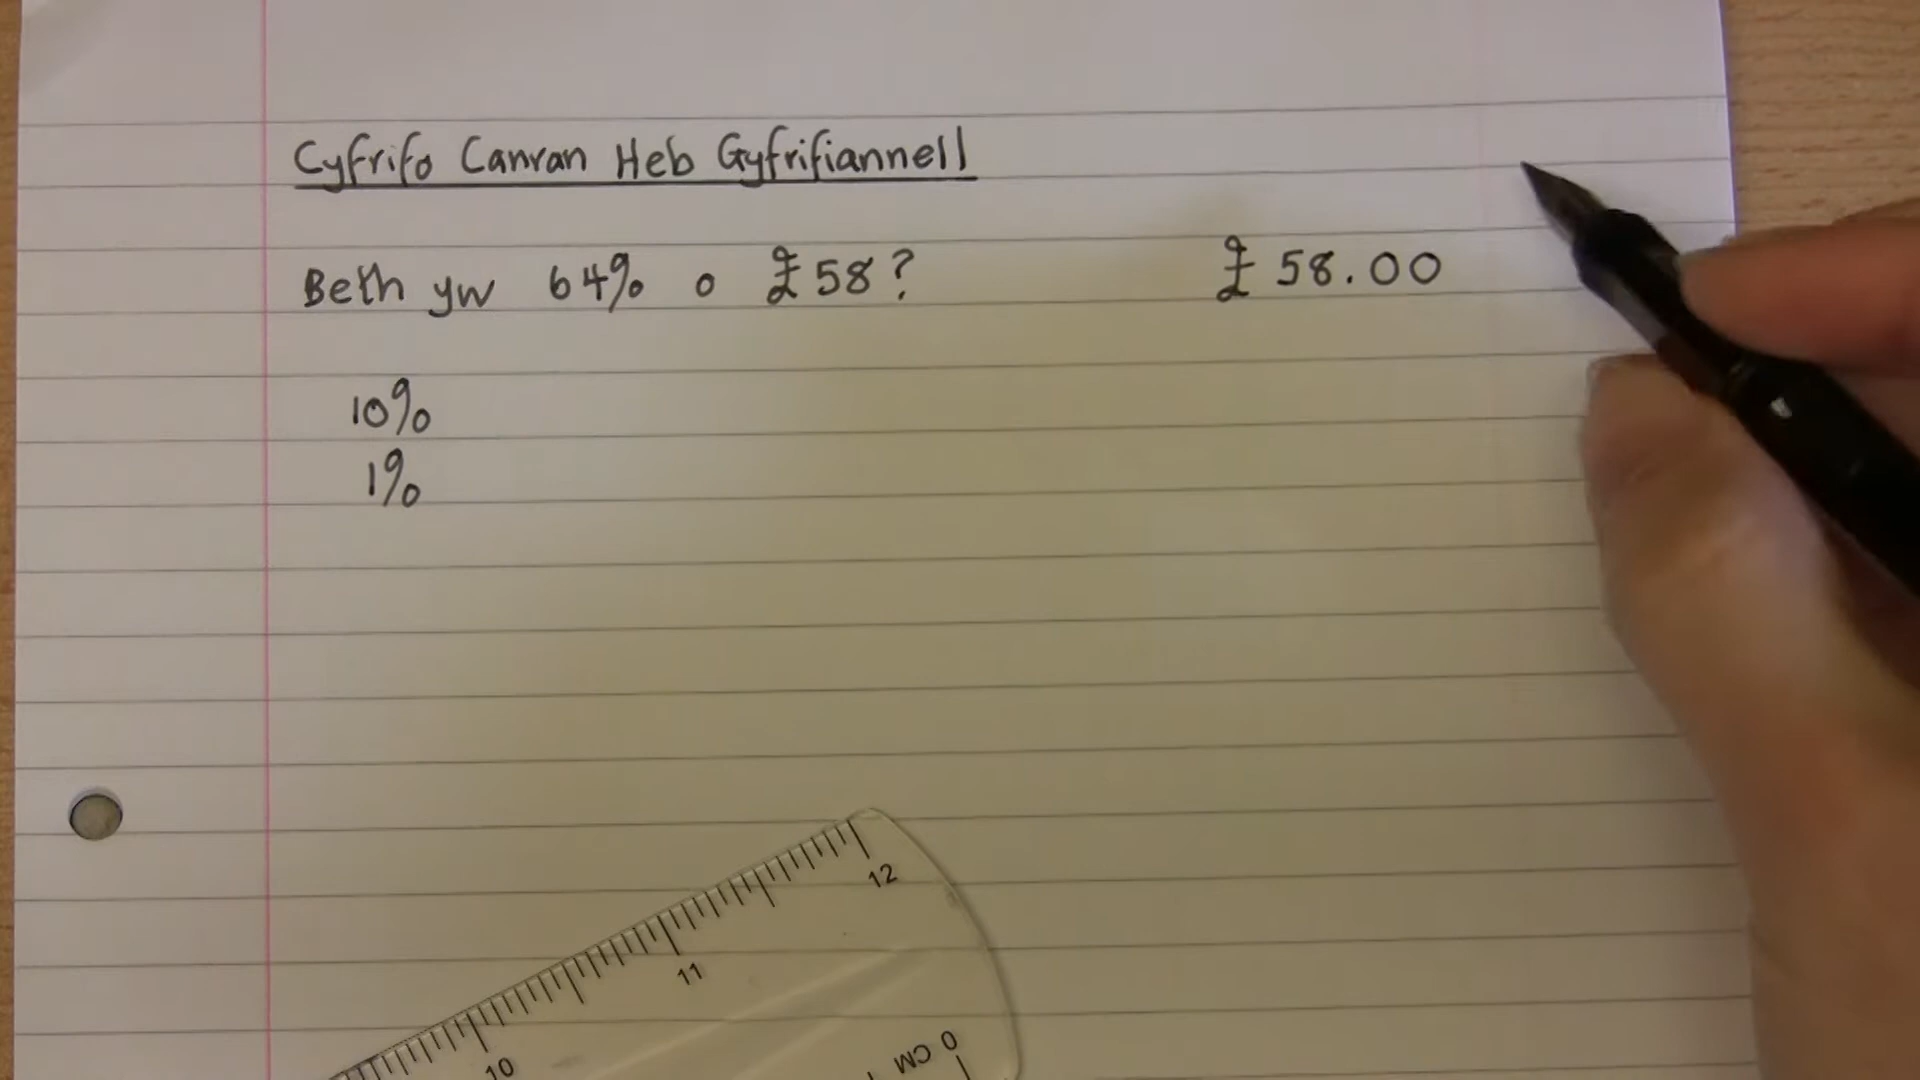 Cyfrifo Canran Heb Gyfrifiannell
Beth yw 64% o £58? £58.00
10%
1%
12
11
10
0 CM